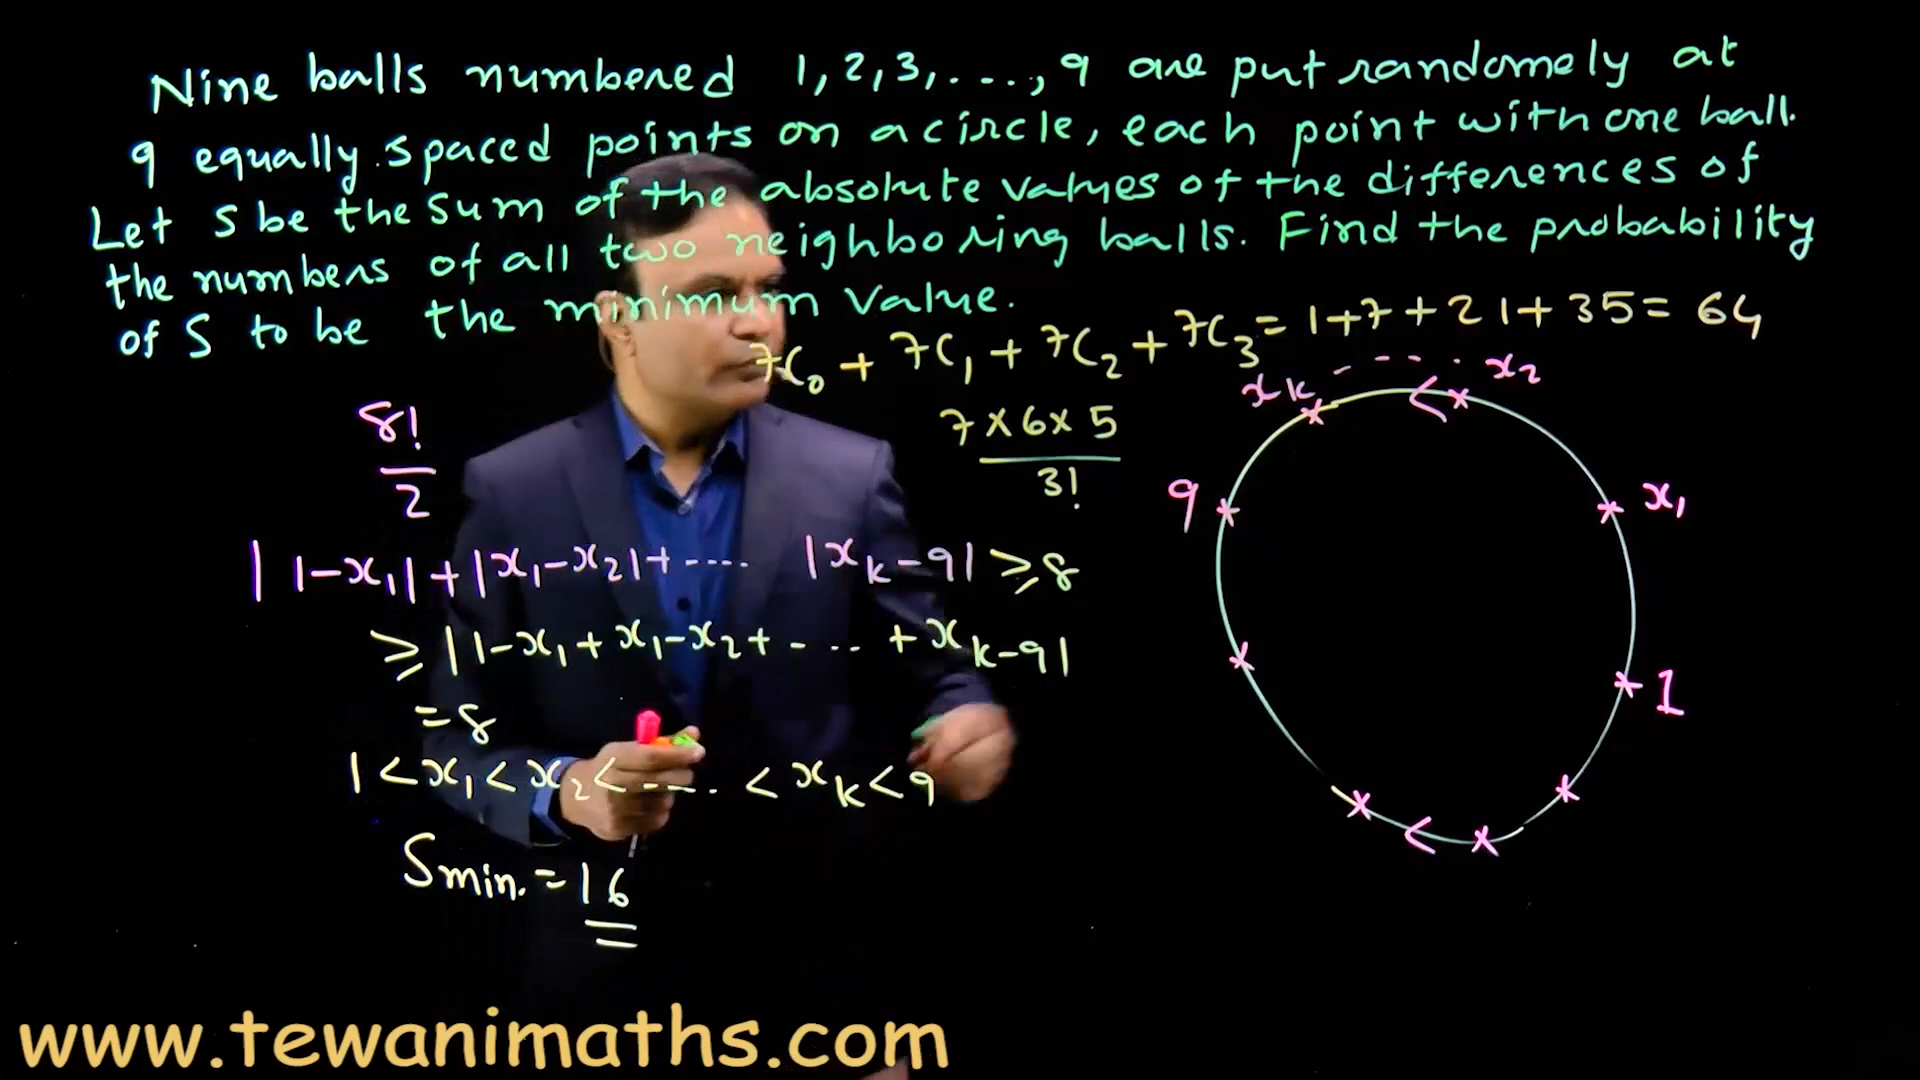 Nine balls numbered 1, 2, 3, ...., 9 are put randomely at
9 equally spaced points on a circle, each point with one ball.
Let S be the sum of the absolute values of the differences of
the numbers of all two neighboring balls. Find the probability
of S to be the minimum value.
7C₀ + 7C₁ + 7C₂ + 7C₃ = 1+7+21+35 = 64
8!
2
7×6×5
3!
xₖ ---- x₂
9
x₁
1
|1-x₁| + |x₁-x₂| + .... |xₖ-9| ≥ 8
≥ |1-x₁+x₁-x₂+ - ... + xₖ-9|
= 8
1 < x₁ < x₂ < ---. < xₖ < 9
Smin. = 16
www.tewanimaths.com